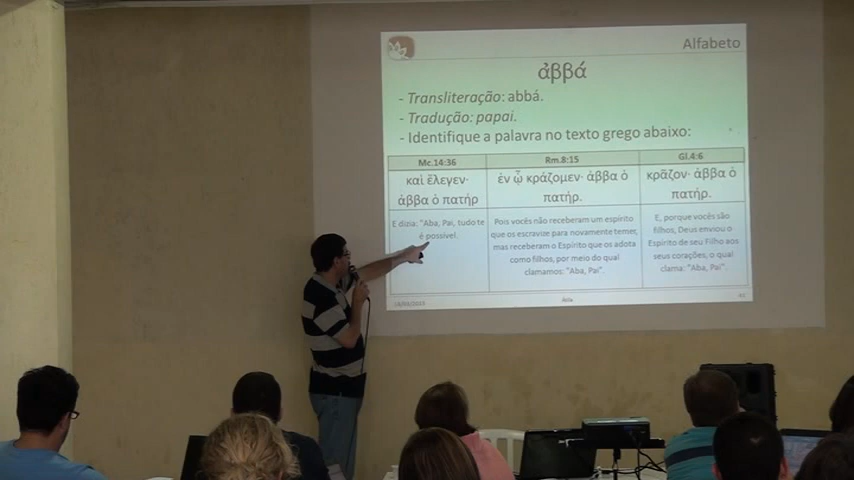 Alfabeto
ἀββά
- Transliteração: abbá.
- Tradução: papai.
- Identifique a palavra no texto grego abaixo:
Mc.14:36
καὶ ἔλεγεν·
ἀββα ὁ πατήρ
E dizia: "Aba, Pai, tudo te
é possível.
Rm.8:15
ἐν ᾧ κράζομεν· ἀββα ὁ
πατήρ.
Pois vocês não receberam um espírito
que os escravize para novamente temer,
mas receberam o Espírito que os adota
como filhos, por meio do qual
clamamos: "Aba, Pai".
Gl.4:6
κρᾶζον· ἀββα ὁ
πατήρ.
E, porque vocês são
filhos, Deus enviou o
Espírito de seu Filho aos
seus corações, o qual
clama: "Aba, Pai".